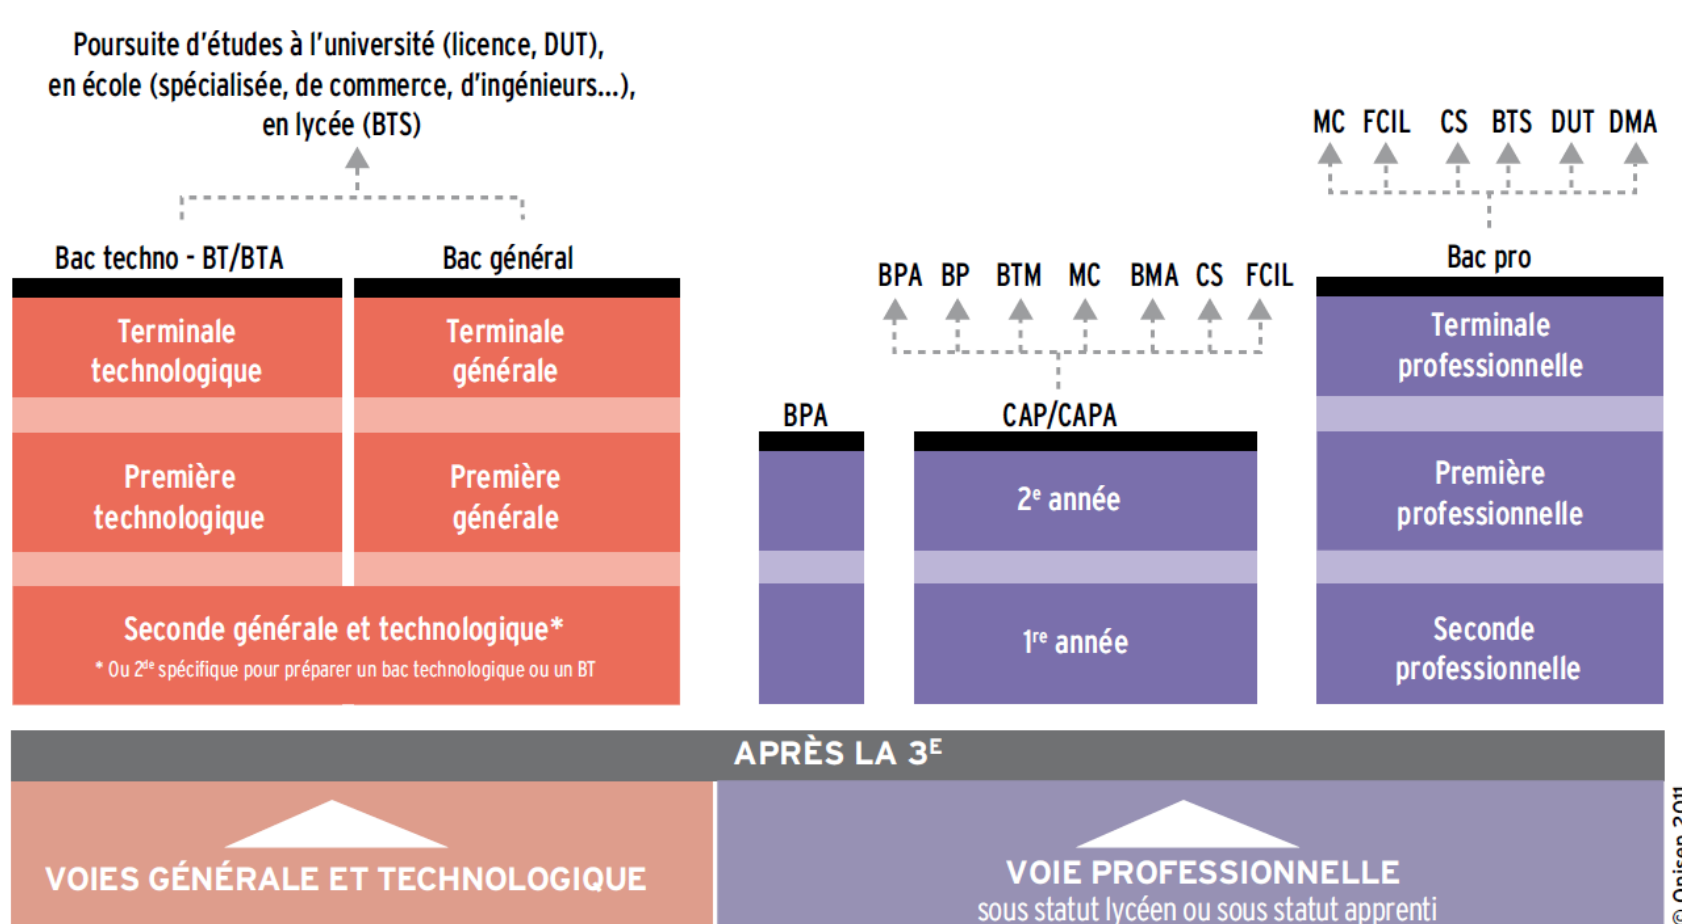 Poursuite d'études à l'université (licence, DUT),
en école (spécialisée, de commerce, d'ingénieurs...),
en lycée (BTS)
Bac techno - BT/BTA
Bac général
Terminale
technologique
Terminale
générale
Première
technologique
Première
générale
Seconde générale et technologique*
* Ou 2de spécifique pour préparer un bac technologique ou un BT
BPA
BPA BP BTM MC BMA CS FCIL
CAP/CAPA
2e année
1re année
MC FCIL CS BTS DUT DMA
Bac pro
Terminale
professionnelle
Première
professionnelle
Seconde
professionnelle
APRÈS LA 3E
VOIES GÉNÉRALE ET TECHNOLOGIQUE
VOIE PROFESSIONNELLE
sous statut lycéen ou sous statut apprenti
© Onisep 2011